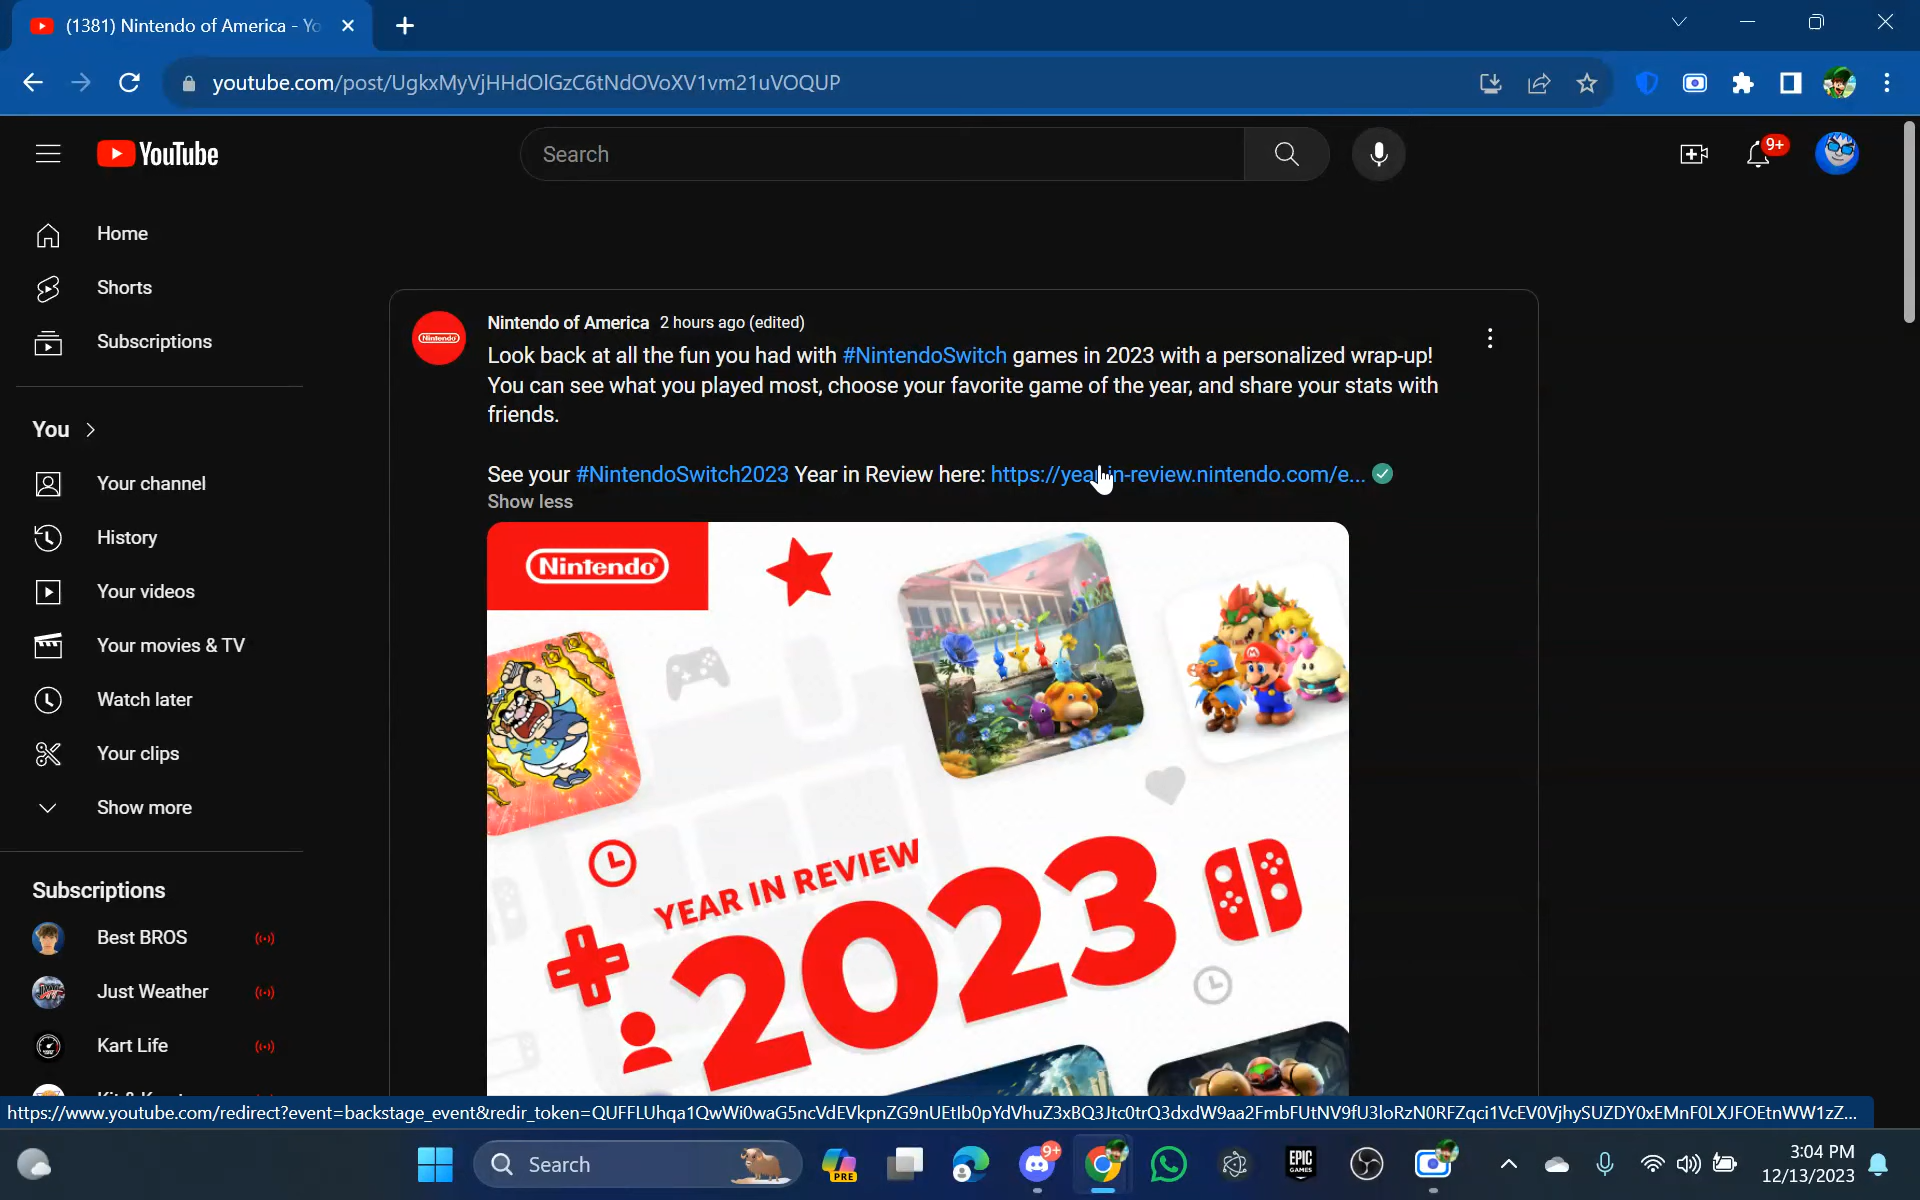 (1381) Nintendo of America - Yo
youtube.com/post/UgkxMyVjHHdOlGzC6tNdOVoXV1vm21uVOQUP
YouTube
Search
9+
Home
Shorts
Subscriptions
You
Your channel
History
Your videos
Your movies & TV
Watch later
Your clips
Show more
Subscriptions
Best BROS
Just Weather
Kart Life
Nintendo of America 2 hours ago (edited)
Look back at all the fun you had with #NintendoSwitch games in 2023 with a personalized wrap-up!
You can see what you played most, choose your favorite game of the year, and share your stats with
friends.
See your #NintendoSwitch2023 Year in Review here: https://year-in-review.nintendo.com/e...
Show less
Nintendo
Nintendo
YEAR IN REVIEW
2023
https://www.youtube.com/redirect?event=backstage_event&redir_token=
Search
PRE
9+
EPIC
GAMES
3:04 PM
12/13/2023